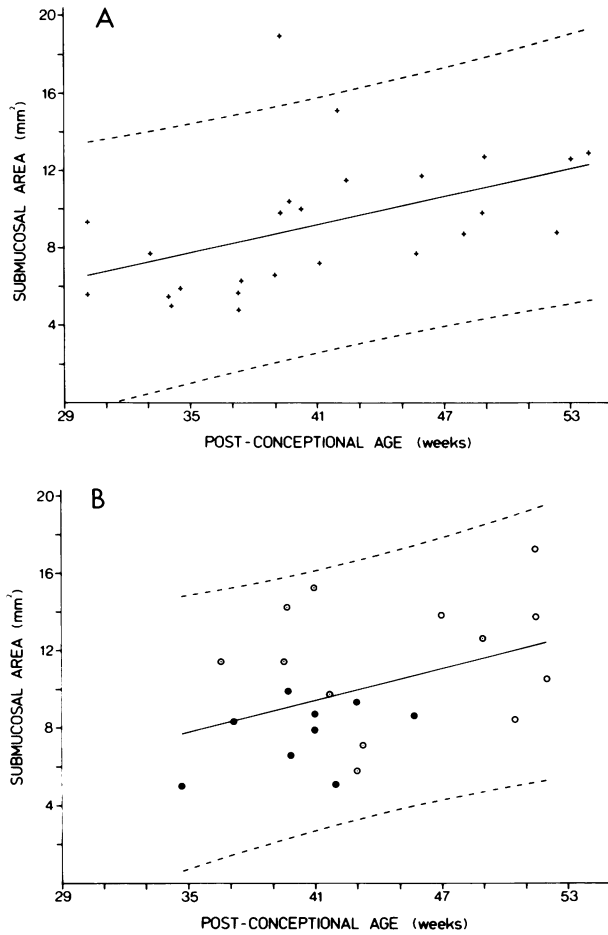 A
20
16
12
8
4
SUBMUCOSAL AREA (mm²)
29 35 41 47 53
POST-CONCEPTIONAL AGE (weeks)
B
20
16
12
8
4
SUBMUCOSAL AREA (mm²)
29 35 41 47 53
POST-CONCEPTIONAL AGE (weeks)